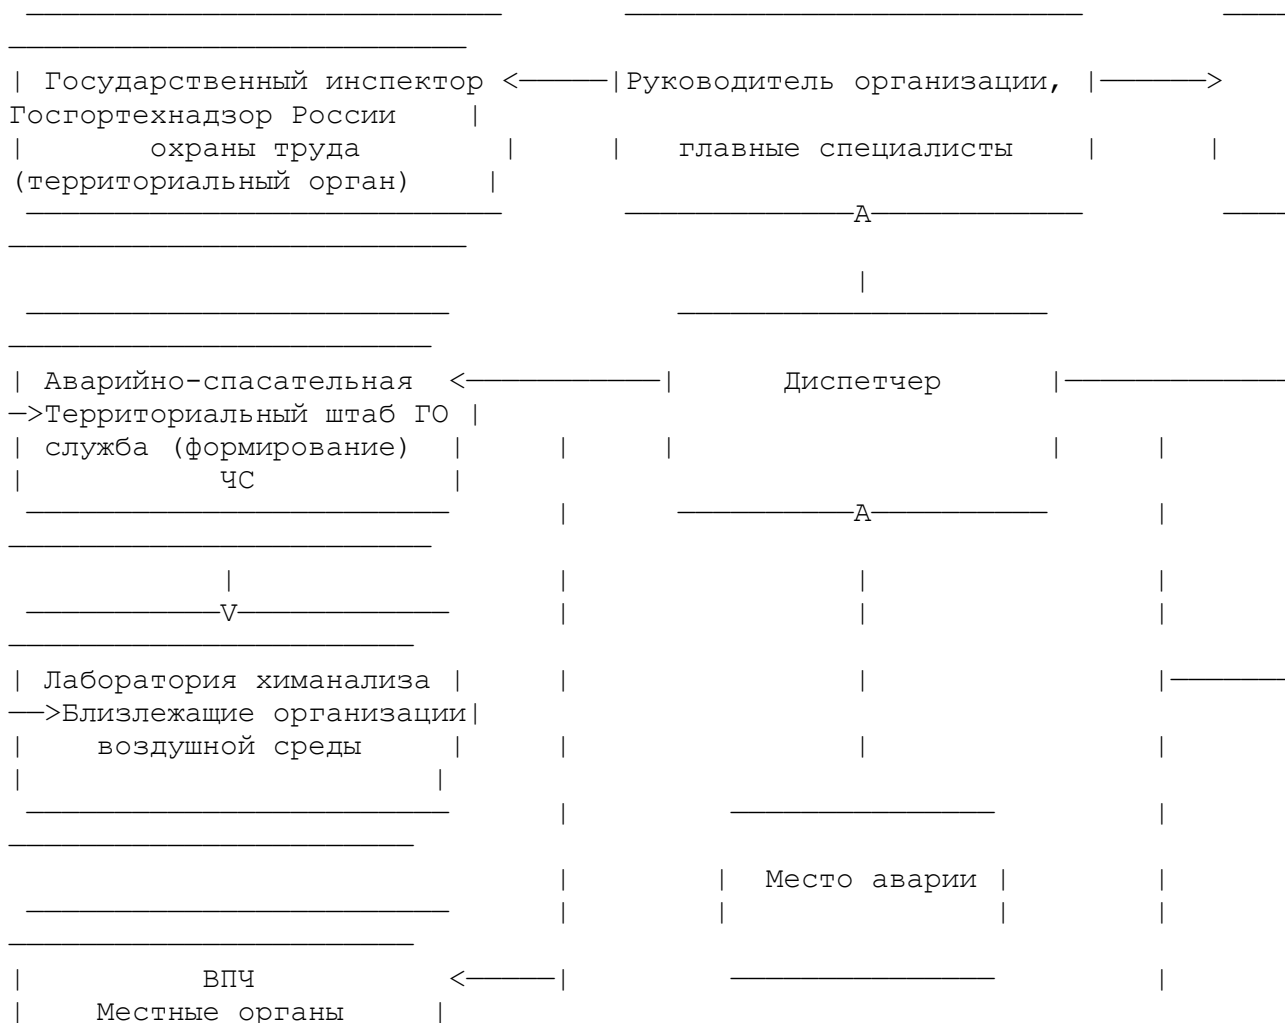 | Государственный инспектор <——————|Руководитель организации, |——————>
Госгортехнадзор России |
| охраны труда | | главные специалисты | |
(территориальный орган) |
————————————— А —————————————
|
| Аварийно-спасательная <———————————| Диспетчер |—————————————
—>Территориальный штаб ГО |
| служба (формирование) | | | | |
| ЧС |
| ——————————А——————————— |
| | | |
———————————V———————————— | | |
| Лаборатория химанализа | | | |———————
——>Близлежащие организации|
| воздушной среды | | | |
| |
| ——————————————— |
| | Место аварии | |
| | | |
| ВПЧ <—————| ——————————————— |
| Местные органы |